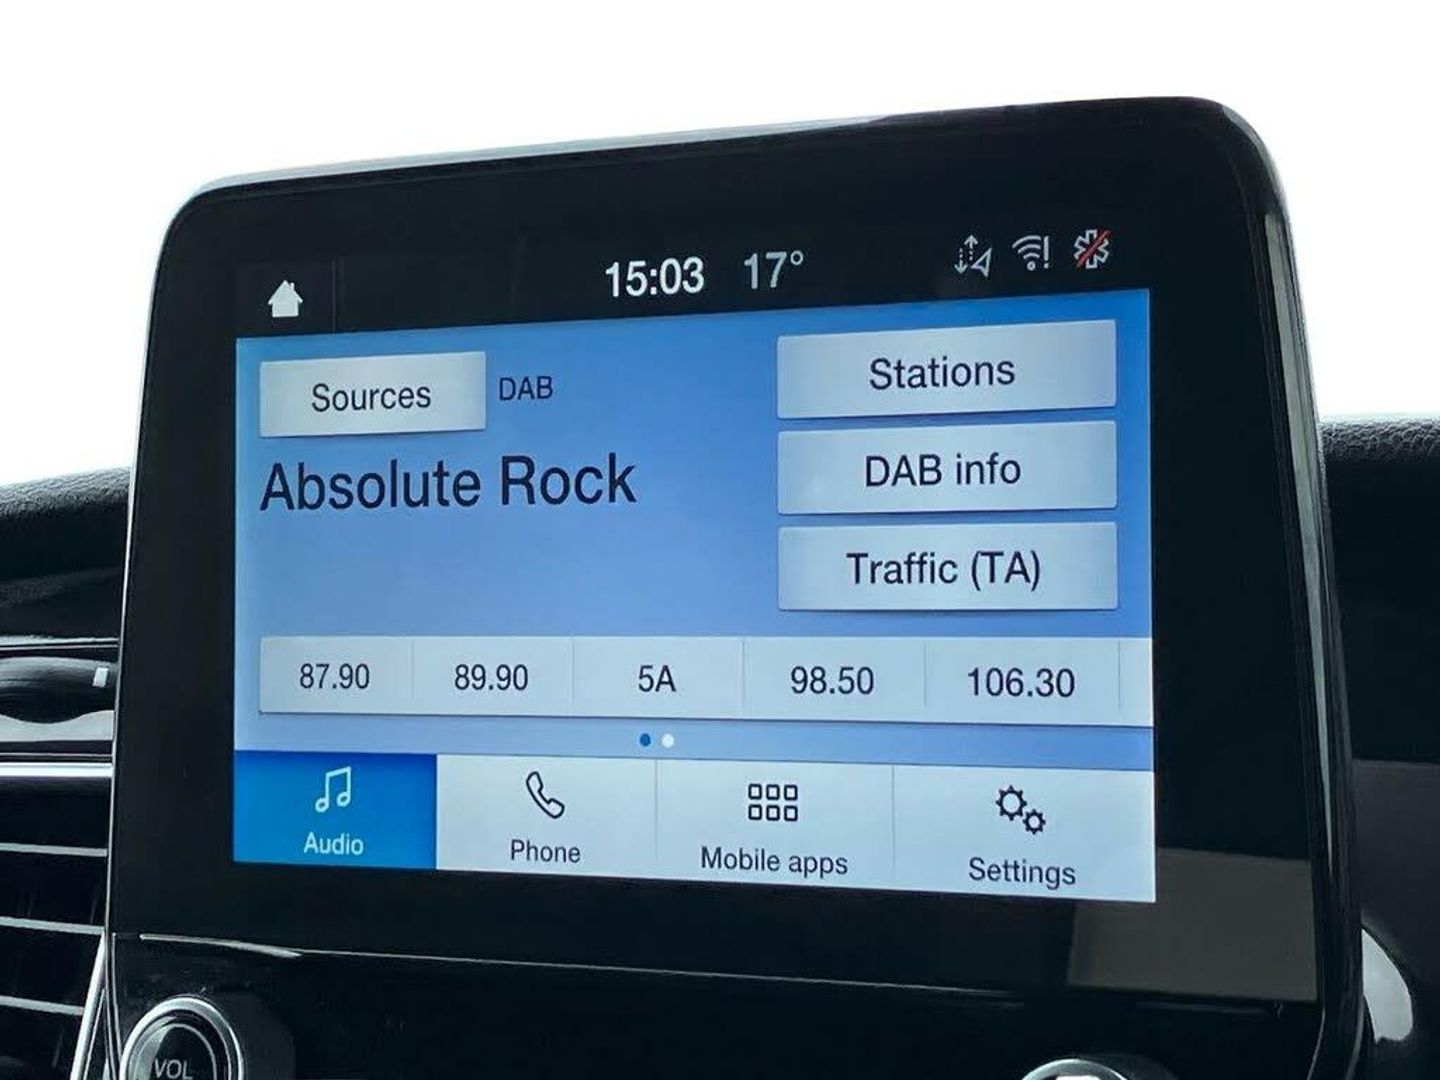 15:03 17°
Sources DAB
Absolute Rock
Stations
DAB info
Traffic (TA)
87.90 89.90 5A 98.50 106.30
Audio Phone Mobile apps Settings
VOL